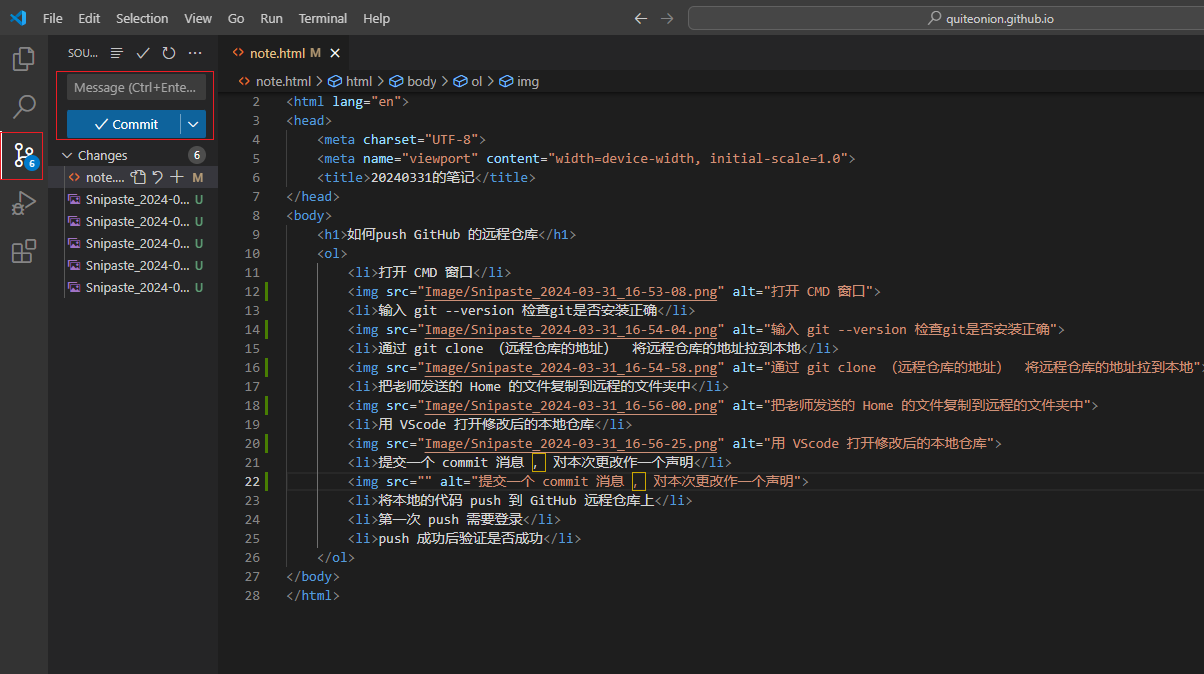 File Edit Selection View Go Run Terminal Help
quiteonion.github.io
SOU...
note.html M
note.html > html > body > ol > img
Message (Ctrl+Ente...
Commit
Changes 6
note.... M
Snipaste_2024-0... U
Snipaste_2024-0... U
Snipaste_2024-0... U
Snipaste_2024-0... U
Snipaste_2024-0... U
6
2 <html lang="en">
3 <head>
4 <meta charset="UTF-8">
5 <meta name="viewport" content="width=device-width, initial-scale=1.0">
6 <title>20240331的笔记</title>
7 </head>
8 <body>
9 <h1>如何push GitHub 的远程仓库</h1>
10 <ol>
11 <li>打开 CMD 窗口</li>
12 <img src="Image/Snipaste_2024-03-31_16-53-08.png" alt="打开 CMD 窗口">
13 <li>输入 git --version 检查git是否安装正确</li>
14 <img src="Image/Snipaste_2024-03-31_16-54-04.png" alt="输入 git --version 检查git是否安装正确">
15 <li>通过 git clone （远程仓库的地址） 将远程仓库的地址拉到本地</li>
16 <img src="Image/Snipaste_2024-03-31_16-54-58.png" alt="通过 git clone （远程仓库的地址） 将远程仓库的地址拉到本地">
17 <li>把老师发送的 Home 的文件复制到远程的文件夹中</li>
18 <img src="Image/Snipaste_2024-03-31_16-56-00.png" alt="把老师发送的 Home 的文件复制到远程的文件夹中">
19 <li>用 VScode 打开修改后的本地仓库</li>
20 <img src="Image/Snipaste_2024-03-31_16-56-25.png" alt="用 VScode 打开修改后的本地仓库">
21 <li>提交一个 commit 消息 ，对本次更改作一个声明</li>
22 <img src="" alt="提交一个 commit 消息 ，对本次更改作一个声明">
23 <li>将本地的代码 push 到 GitHub 远程仓库上</li>
24 <li>第一次 push 需要登录</li>
25 <li>push 成功后验证是否成功</li>
26 </ol>
27 </body>
28 </html>